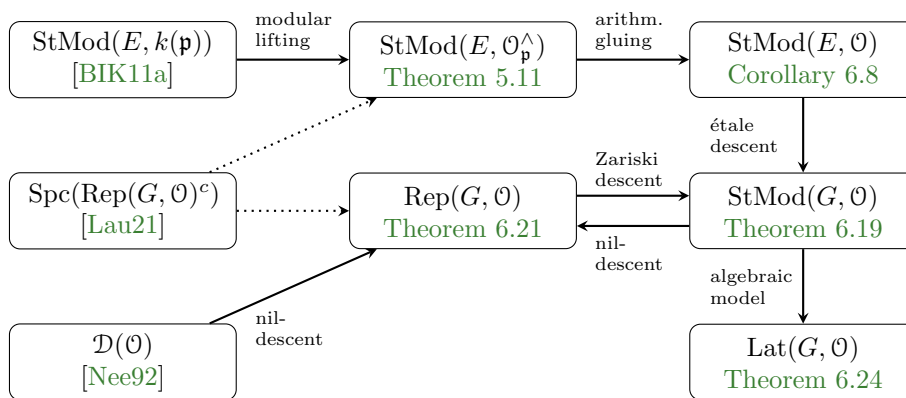 StMod(E, k(𝔭))
[BIK11a]
modular
lifting
StMod(E, 𝒪^∧_𝔭)
Theorem 5.11
arithm.
gluing
StMod(E, 𝒪)
Corollary 6.8
étale
descent
Spc(Rep(G, 𝒪)^c)
[Lau21]
Rep(G, 𝒪)
Theorem 6.21
Zariski
descent
nil-
descent
StMod(G, 𝒪)
Theorem 6.19
algebraic
model
𝒟(𝒪)
[Nee92]
nil-
descent
Lat(G, 𝒪)
Theorem 6.24